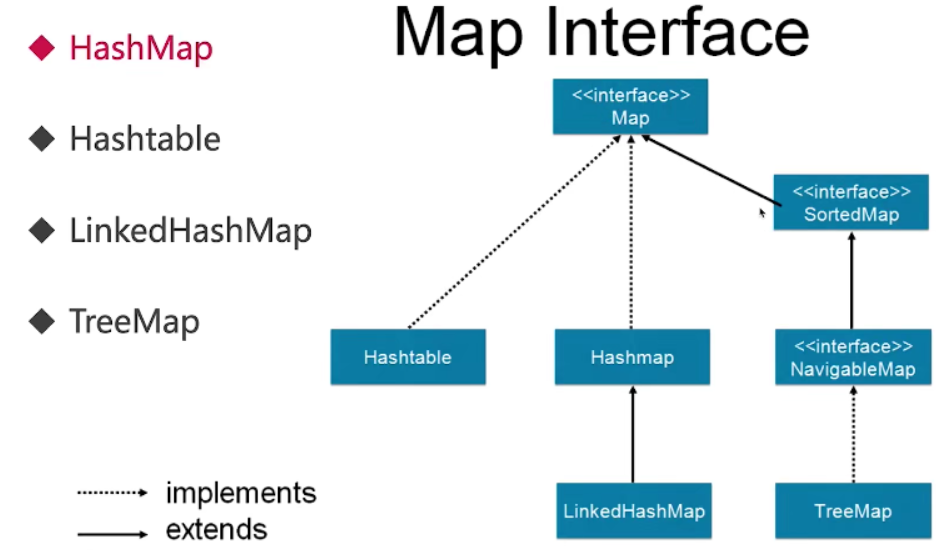 Map Interface
HashMap
Hashtable
LinkedHashMap
TreeMap
<<interface>>
Map
<<interface>>
SortedMap
Hashtable
Hashmap
<<interface>>
NavigableMap
LinkedHashMap
TreeMap
implements
extends